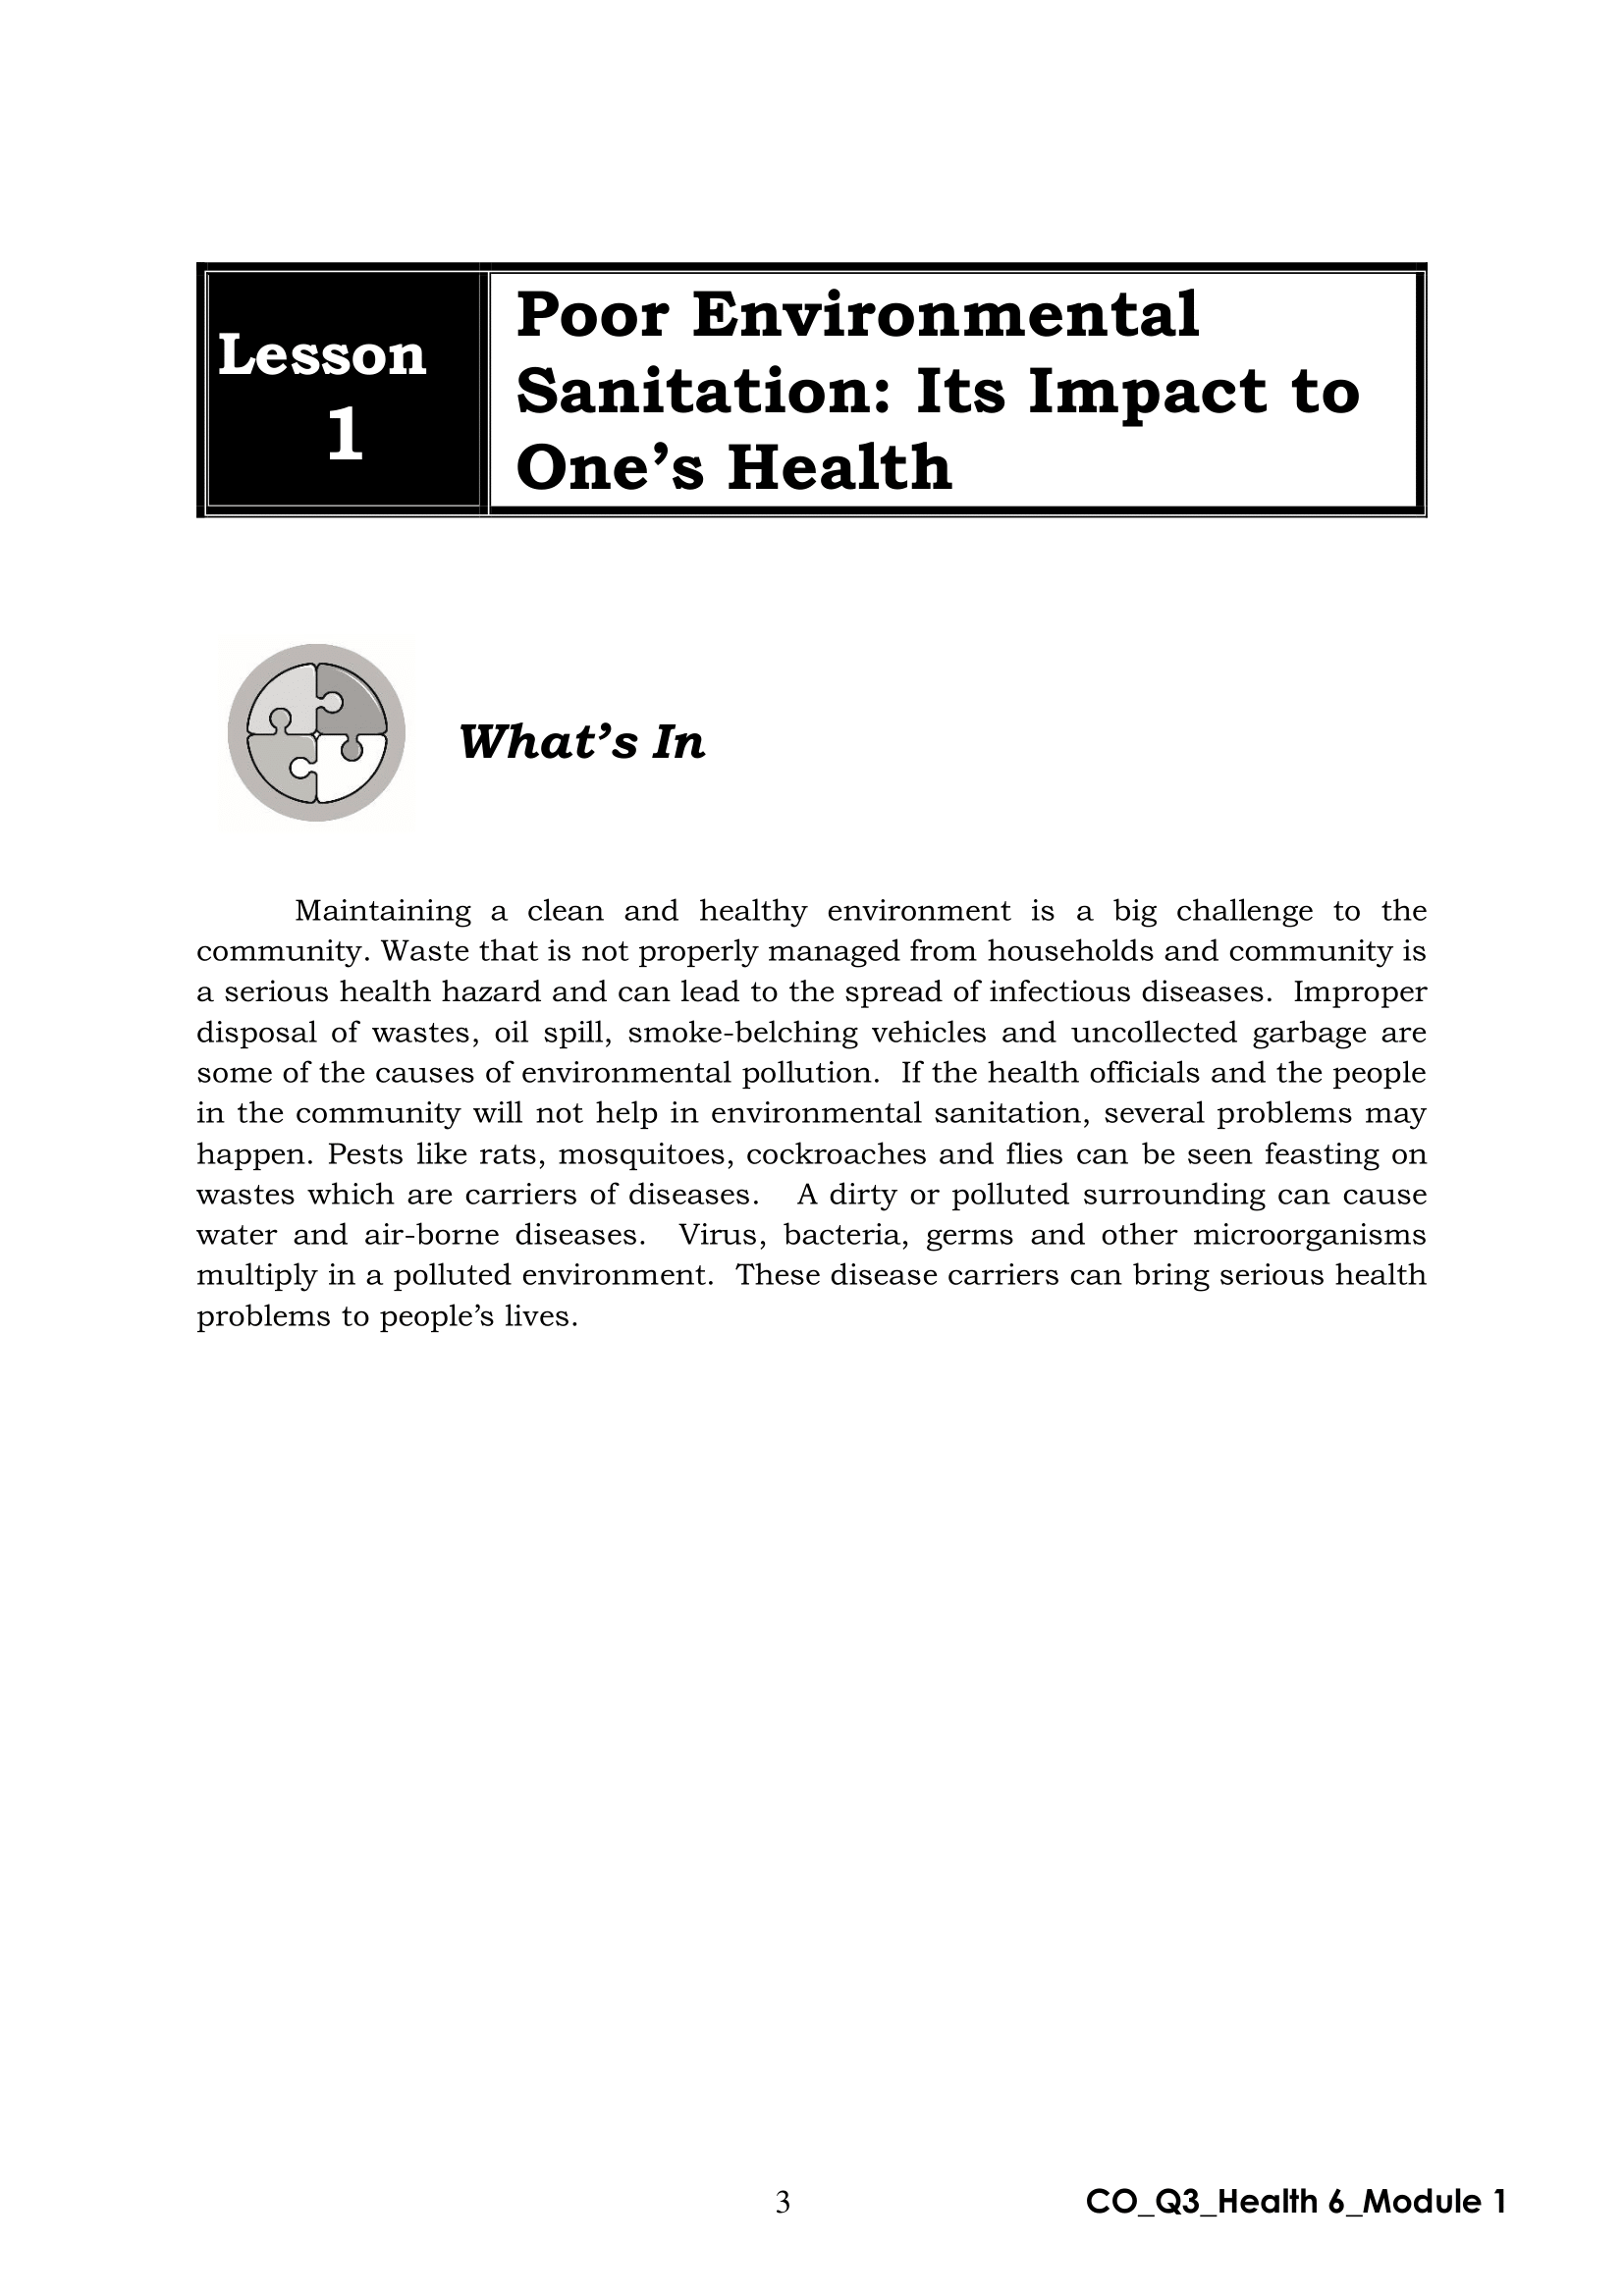 Lesson
1
Poor Environmental
Sanitation: Its Impact to
One’s Health
What’s In
Maintaining a clean and healthy environment is a big challenge to the
community. Waste that is not properly managed from households and community is
a serious health hazard and can lead to the spread of infectious diseases.  Improper
disposal of wastes, oil spill, smoke-belching vehicles and uncollected garbage are
some of the causes of environmental pollution.  If the health officials and the people
in the community will not help in environmental sanitation, several problems may
happen. Pests like rats, mosquitoes, cockroaches and flies can be seen feasting on
wastes which are carriers of diseases.   A dirty or polluted surrounding can cause
water and air-borne diseases.  Virus, bacteria, germs and other microorganisms
multiply in a polluted environment.  These disease carriers can bring serious health
problems to people’s lives.
3
CO_Q3_Health 6_Module 1